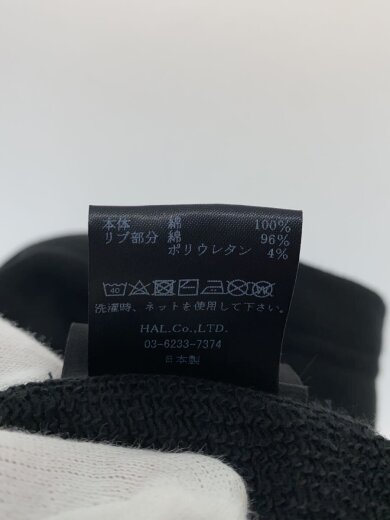 本体 綿 100%
リブ部分 綿 96%
ポリウレタン 4%
40
洗濯時、ネットを使用して下さい。
HAL.Co.,LTD.
03-6233-7374
日本製